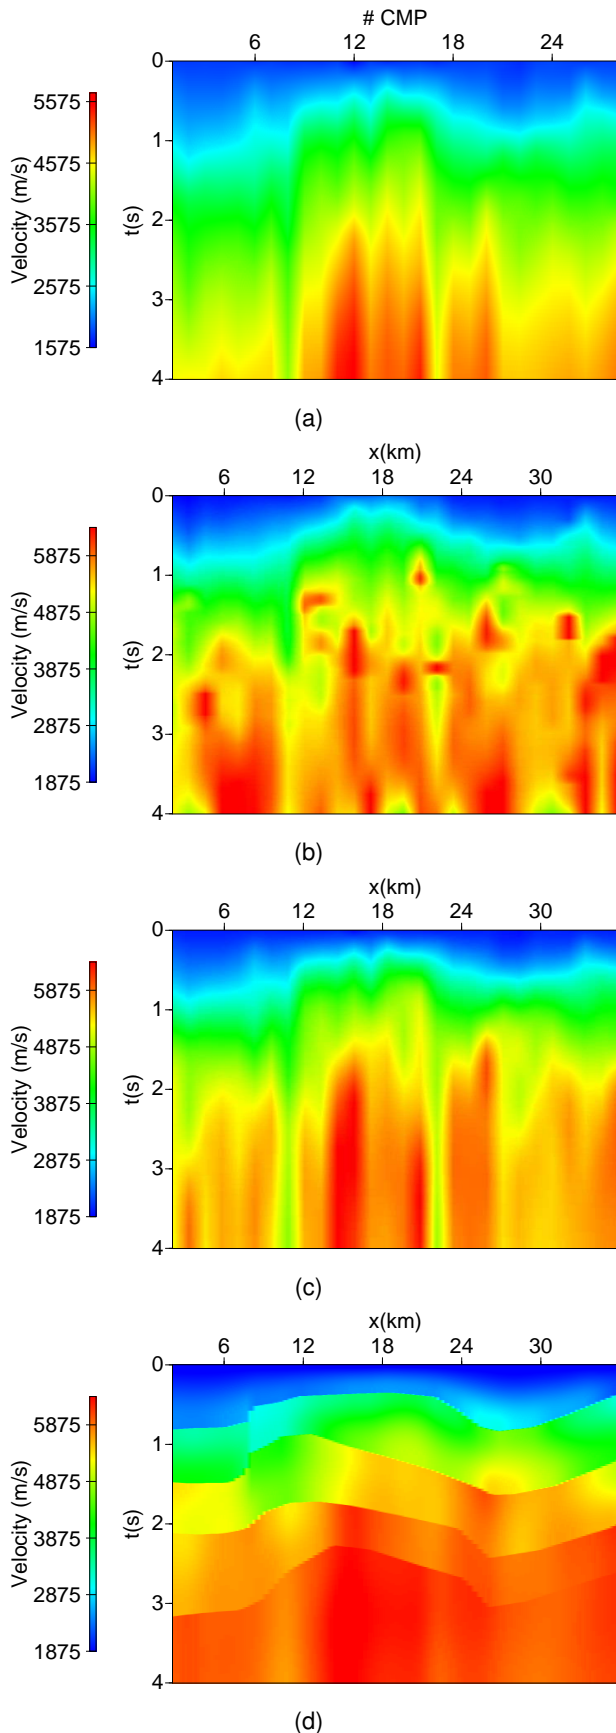 # CMP
6 12 18 24
0
1
2
3
4
t(s)
5575
4575
3575
2575
1575
Velocity (m/s)
(a)
x(km)
6 12 18 24 30
0
1
2
3
4
t(s)
5875
4875
3875
2875
1875
Velocity (m/s)
(b)
x(km)
6 12 18 24 30
0
1
2
3
4
t(s)
5875
4875
3875
2875
1875
Velocity (m/s)
(c)
x(km)
6 12 18 24 30
0
1
2
3
4
t(s)
5875
4875
3875
2875
1875
Velocity (m/s)
(d)